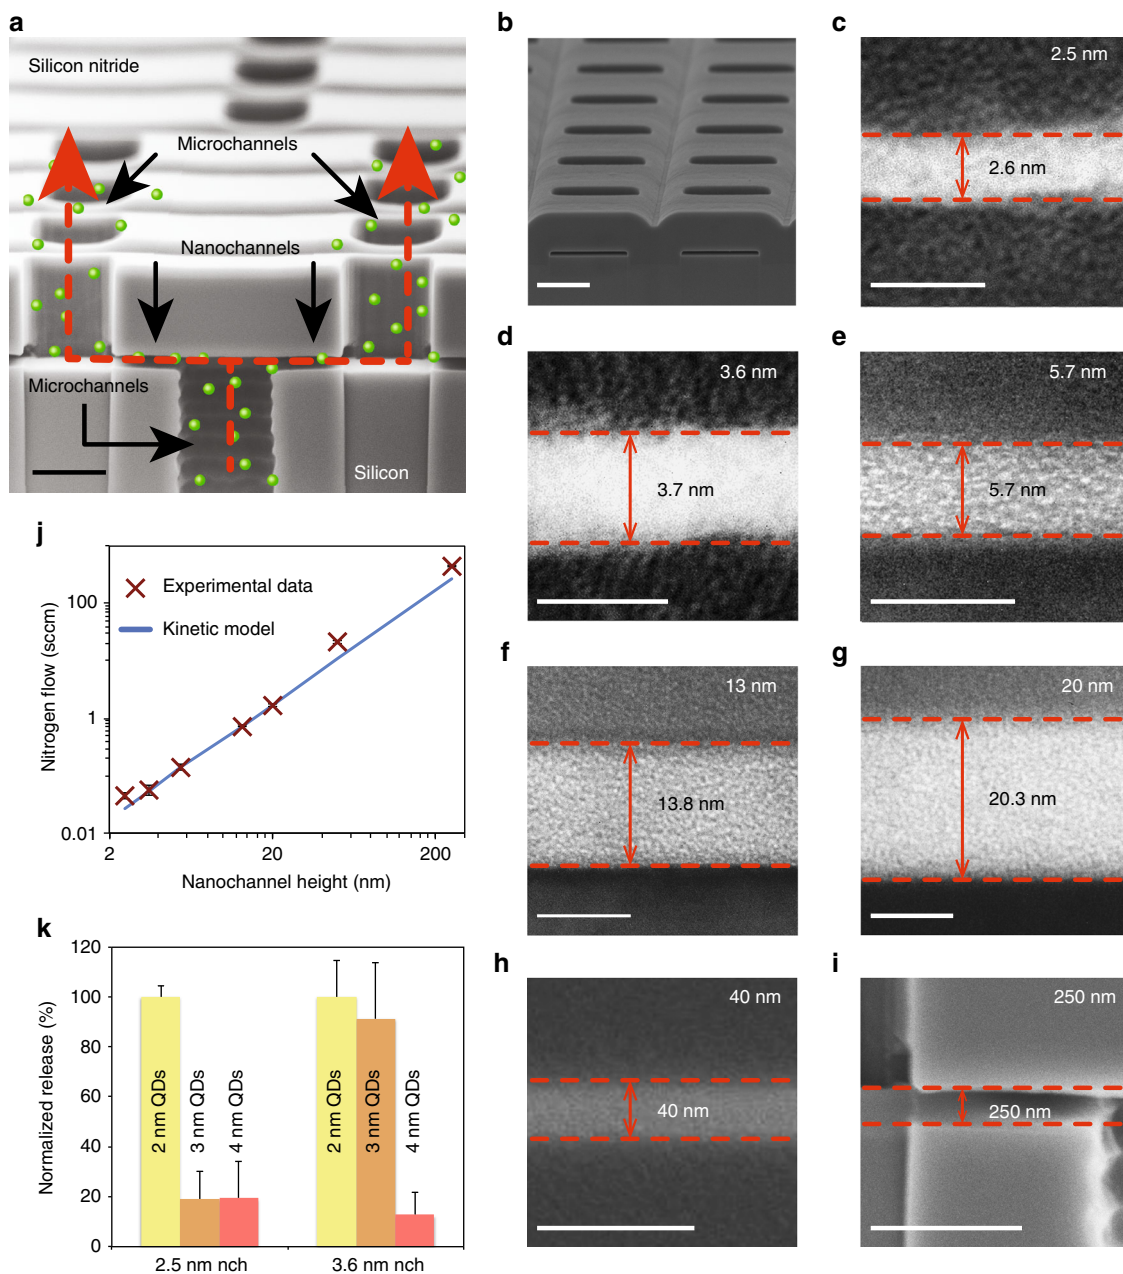 a
Silicon nitride
Microchannels
Nanochannels
Microchannels
Silicon
b
c
2.5 nm
2.6 nm
d
3.6 nm
3.7 nm
e
5.7 nm
5.7 nm
f
13 nm
13.8 nm
g
20 nm
20.3 nm
h
40 nm
40 nm
i
250 nm
250 nm
j
Experimental data
Kinetic model
Nitrogen flow (sccm)
100
1
0.01
2
20
200
Nanochannel height (nm)
k
Normalized release (%)
120
100
80
60
40
20
0
2 nm QDs
3 nm QDs
4 nm QDs
2 nm QDs
3 nm QDs
4 nm QDs
2.5 nm nch
3.6 nm nch